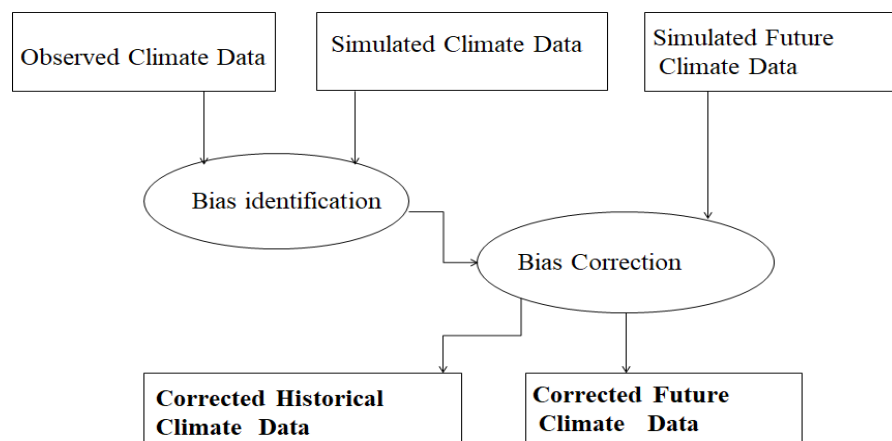 Observed Climate Data
Simulated Climate Data
Simulated Future
Climate Data
Bias identification
Bias Correction
Corrected Historical
Climate Data
Corrected Future
Climate Data